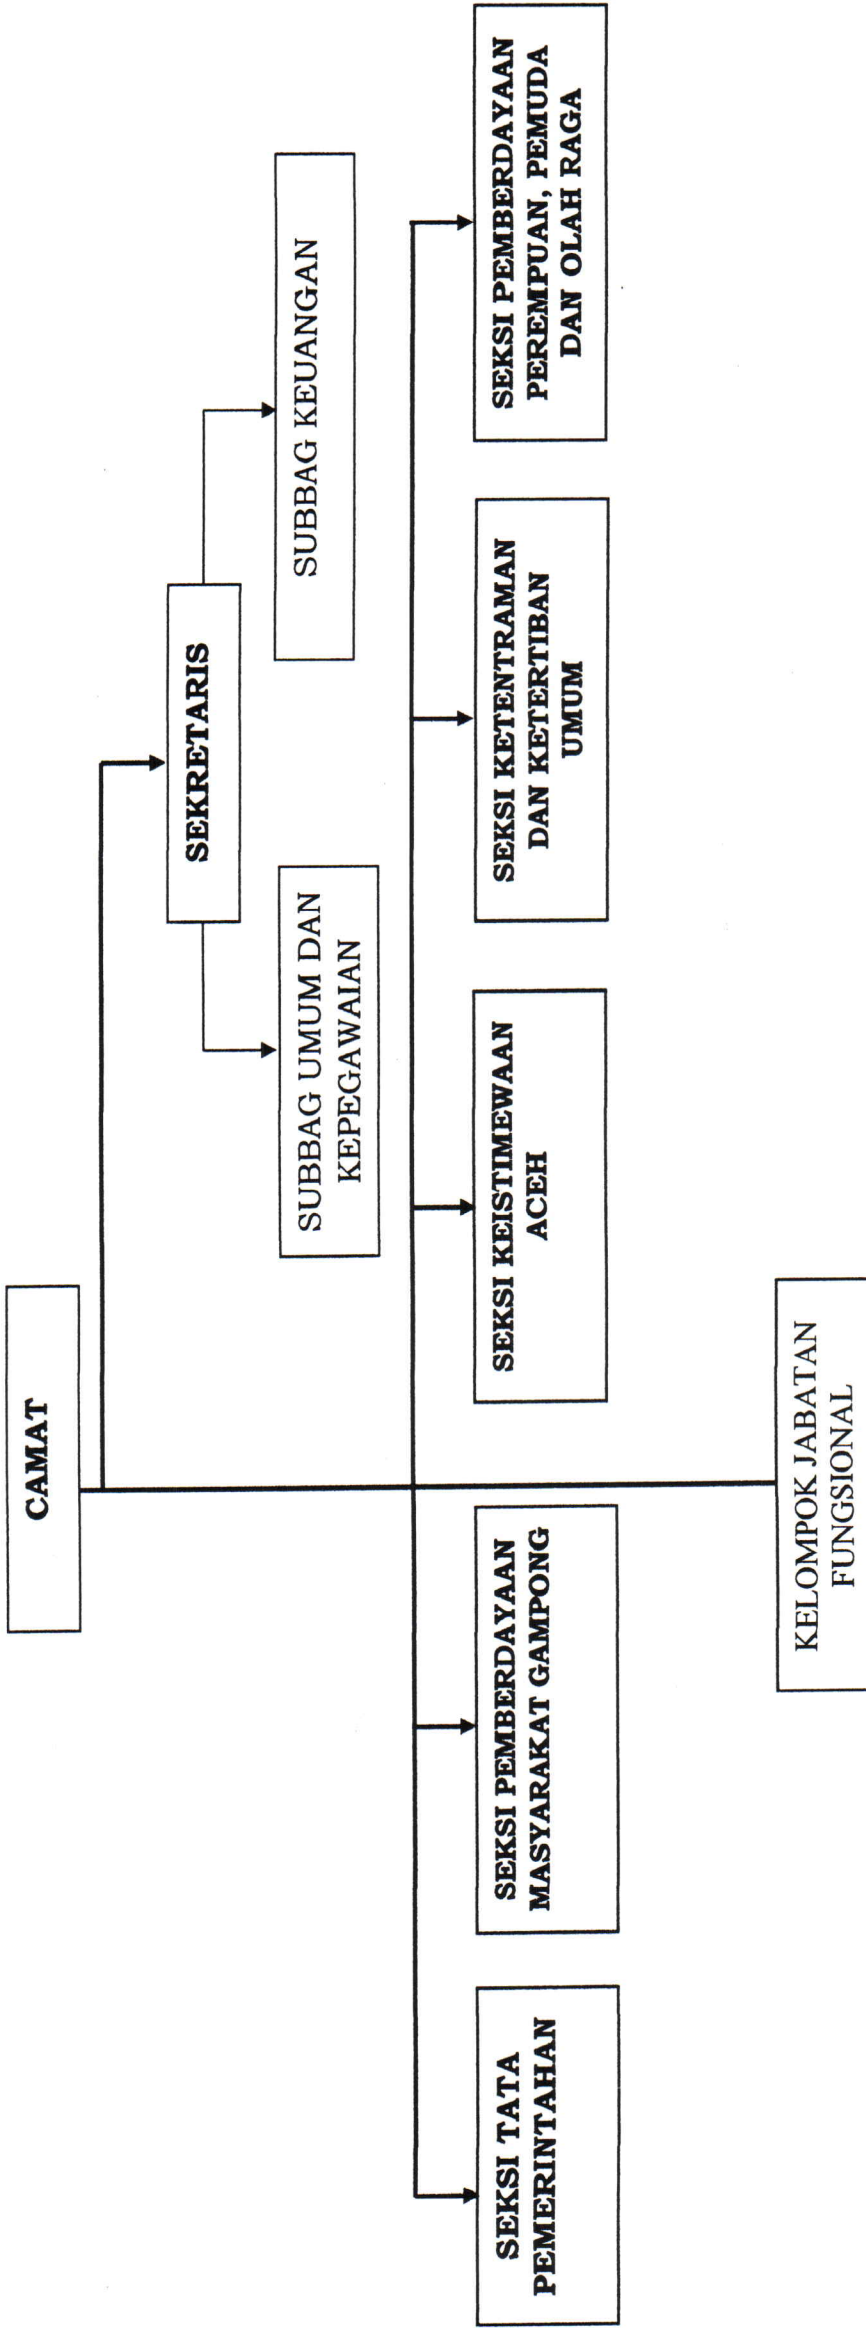 CAMAT
SEKRETARIS
SUBBAG UMUM DAN
KEPEGAWAIAN
SUBBAG KEUANGAN
SEKSI TATA
PEMERINTAHAN
SEKSI PEMBERDAYAAN
MASYARAKAT GAMPONG
SEKSI KEISTIMEWAAN
ACEH
SEKSI KETENTRAMAN
DAN KETERTIBAN
UMUM
SEKSI PEMBERDAYAAN
PEREMPUAN, PEMUDA
DAN OLAH RAGA
KELOMPOK JABATAN
FUNGSIONAL